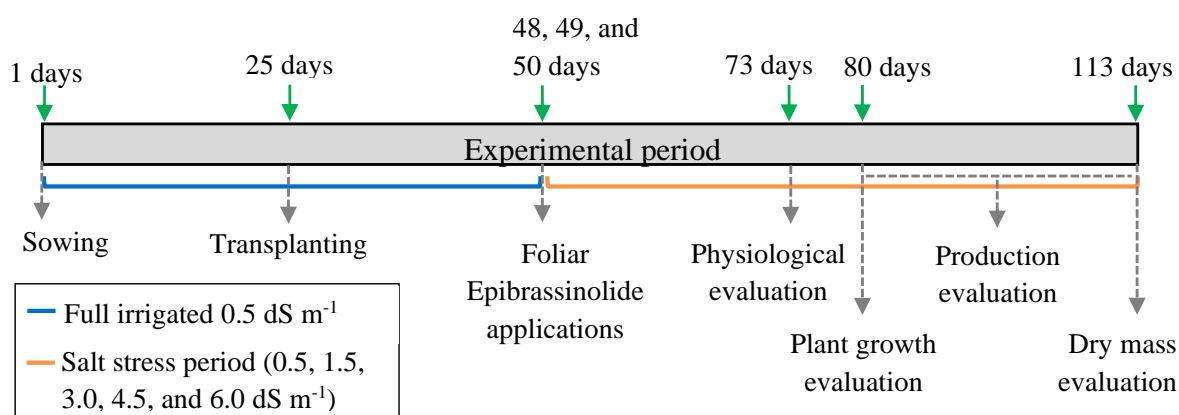 48, 49, and
1 days
25 days
50 days
73 days
80 days
113 days
Experimental period
Sowing
Transplanting
Foliar
Epibrassinolide
applications
Physiological
evaluation
Production
evaluation
Plant growth
evaluation
Dry mass
evaluation
Full irrigated 0.5 dS m⁻¹
Salt stress period (0.5, 1.5,
3.0, 4.5, and 6.0 dS m⁻¹)